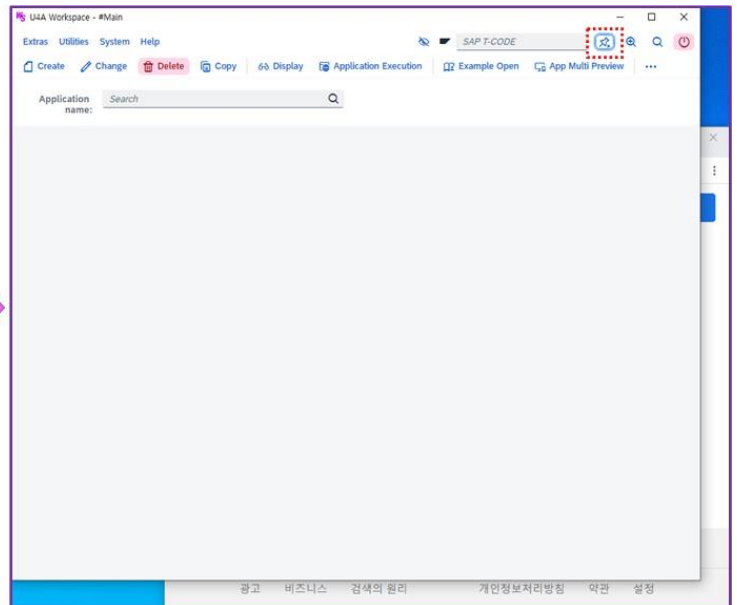 U4A Workspace - #Main
Extras Utilities System Help SAP T-CODE
Create Change Delete Copy Display Application Execution Example Open App Multi Preview ...
Application Search
name:
광고 비즈니스 검색의 원리 개인정보처리방침 약관 설정